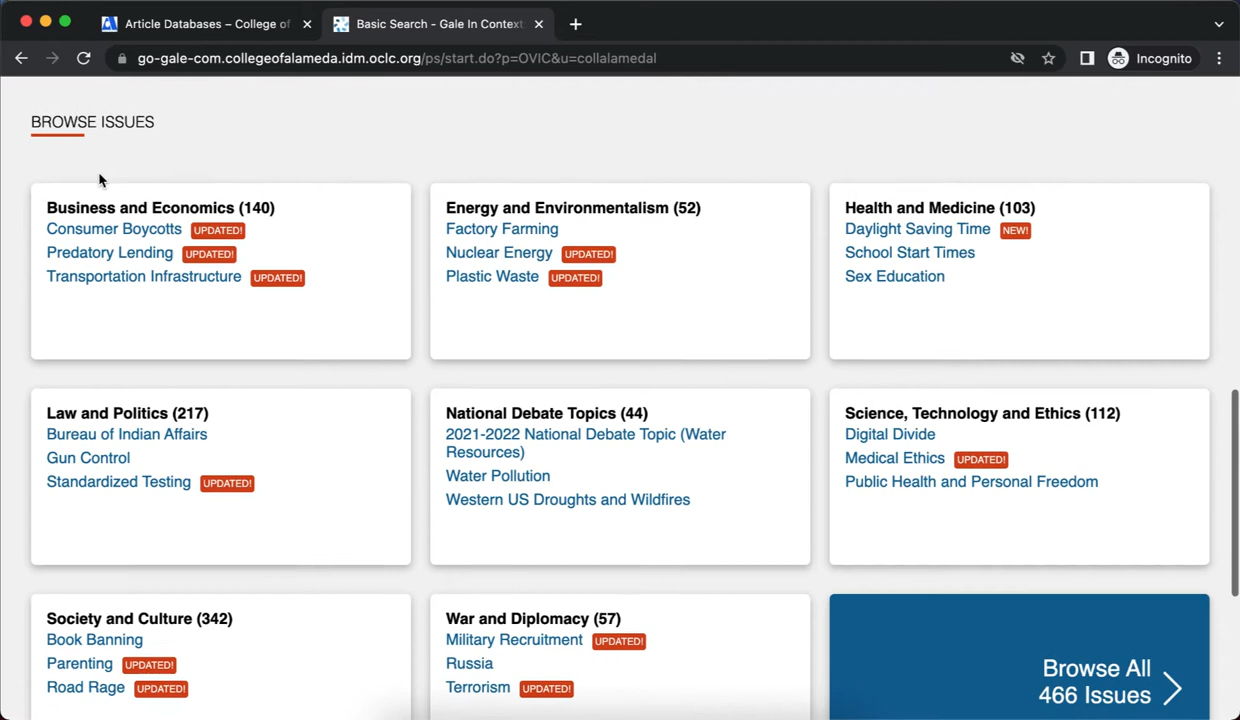 Article Databases – College of
Basic Search - Gale In Context
go-gale-com.collegeofalameda.idm.oclc.org/ps/start.do?p=OVIC&u=collalamedal
Incognito
BROWSE ISSUES
Business and Economics (140)
Consumer Boycotts UPDATED!
Predatory Lending UPDATED!
Transportation Infrastructure UPDATED!
Energy and Environmentalism (52)
Factory Farming
Nuclear Energy UPDATED!
Plastic Waste UPDATED!
Health and Medicine (103)
Daylight Saving Time NEW!
School Start Times
Sex Education
Law and Politics (217)
Bureau of Indian Affairs
Gun Control
Standardized Testing UPDATED!
National Debate Topics (44)
2021-2022 National Debate Topic (Water
Resources)
Water Pollution
Western US Droughts and Wildfires
Science, Technology and Ethics (112)
Digital Divide
Medical Ethics UPDATED!
Public Health and Personal Freedom
Society and Culture (342)
Book Banning
Parenting UPDATED!
Road Rage UPDATED!
War and Diplomacy (57)
Military Recruitment UPDATED!
Russia
Terrorism UPDATED!
Browse All
466 Issues